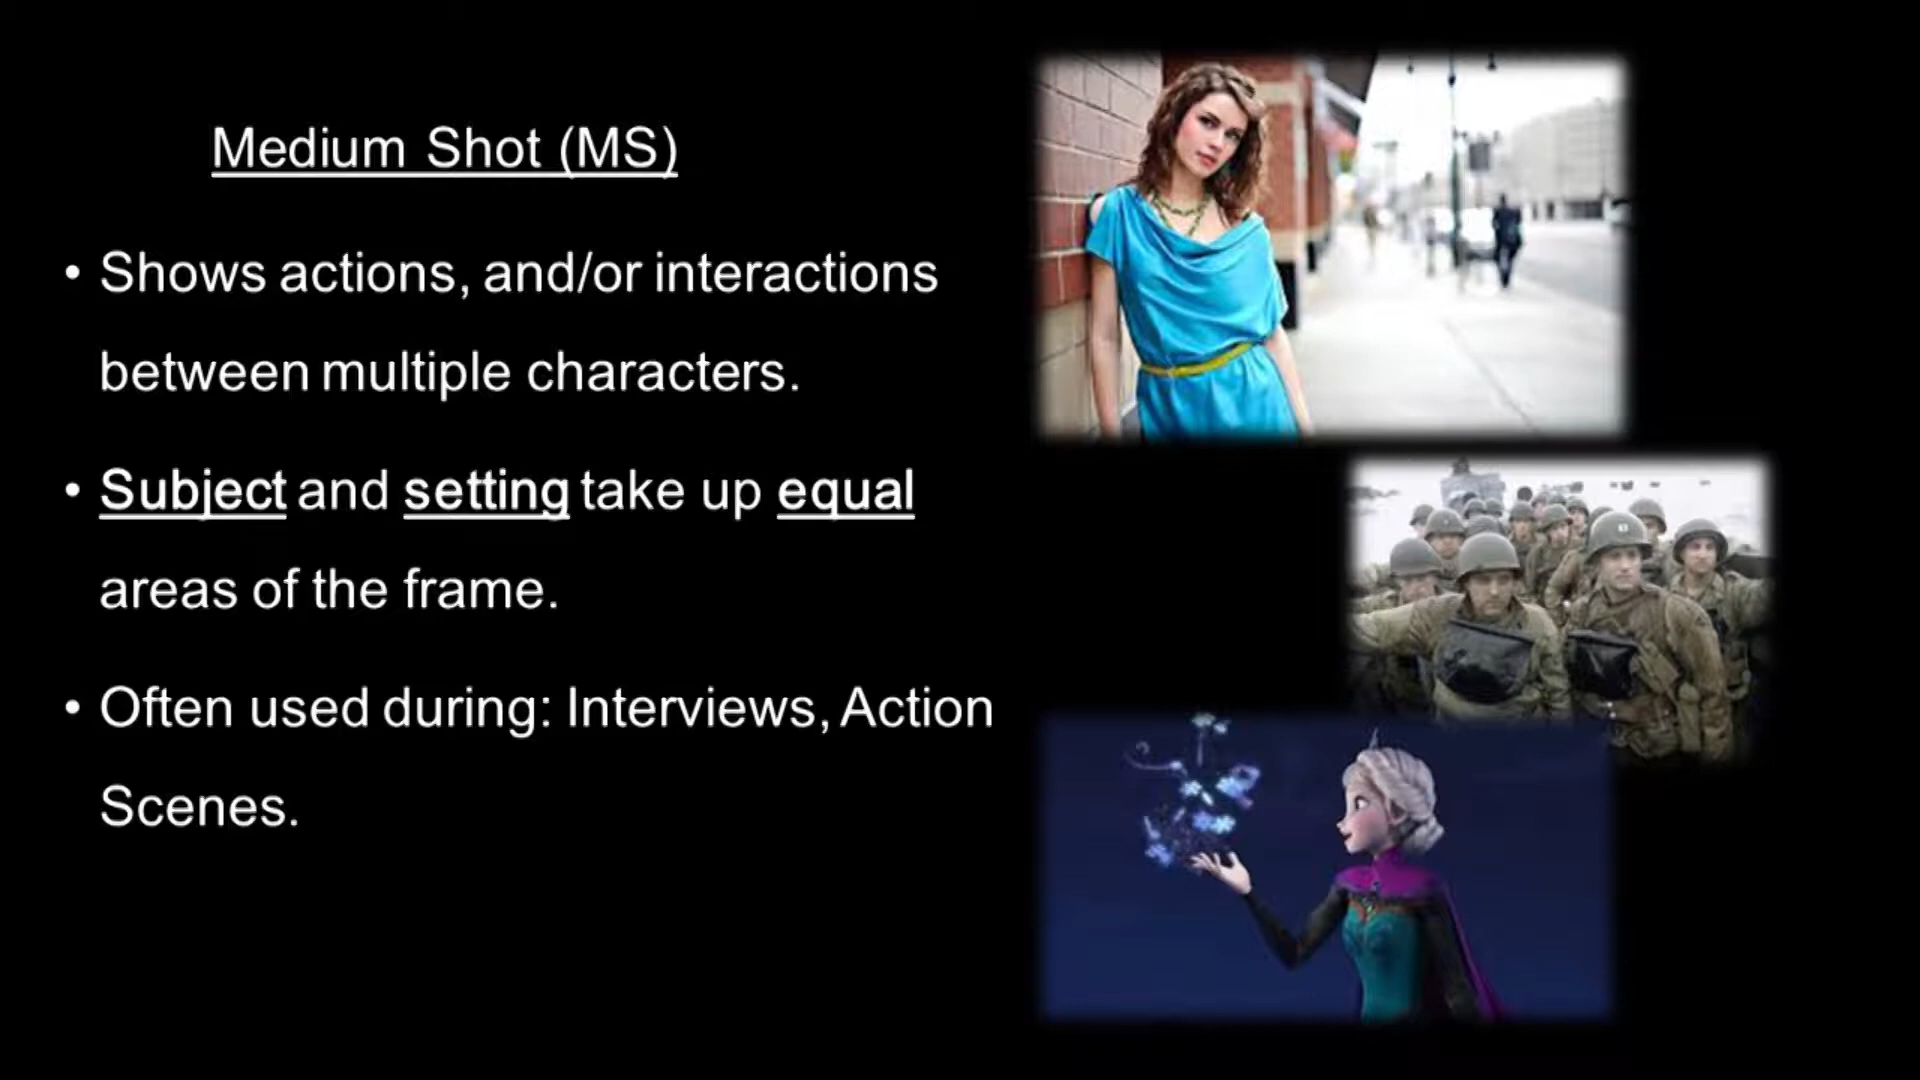 Medium Shot (MS)
• Shows actions, and/or interactions
between multiple characters.
• Subject and setting take up equal
areas of the frame.
• Often used during: Interviews, Action
Scenes.